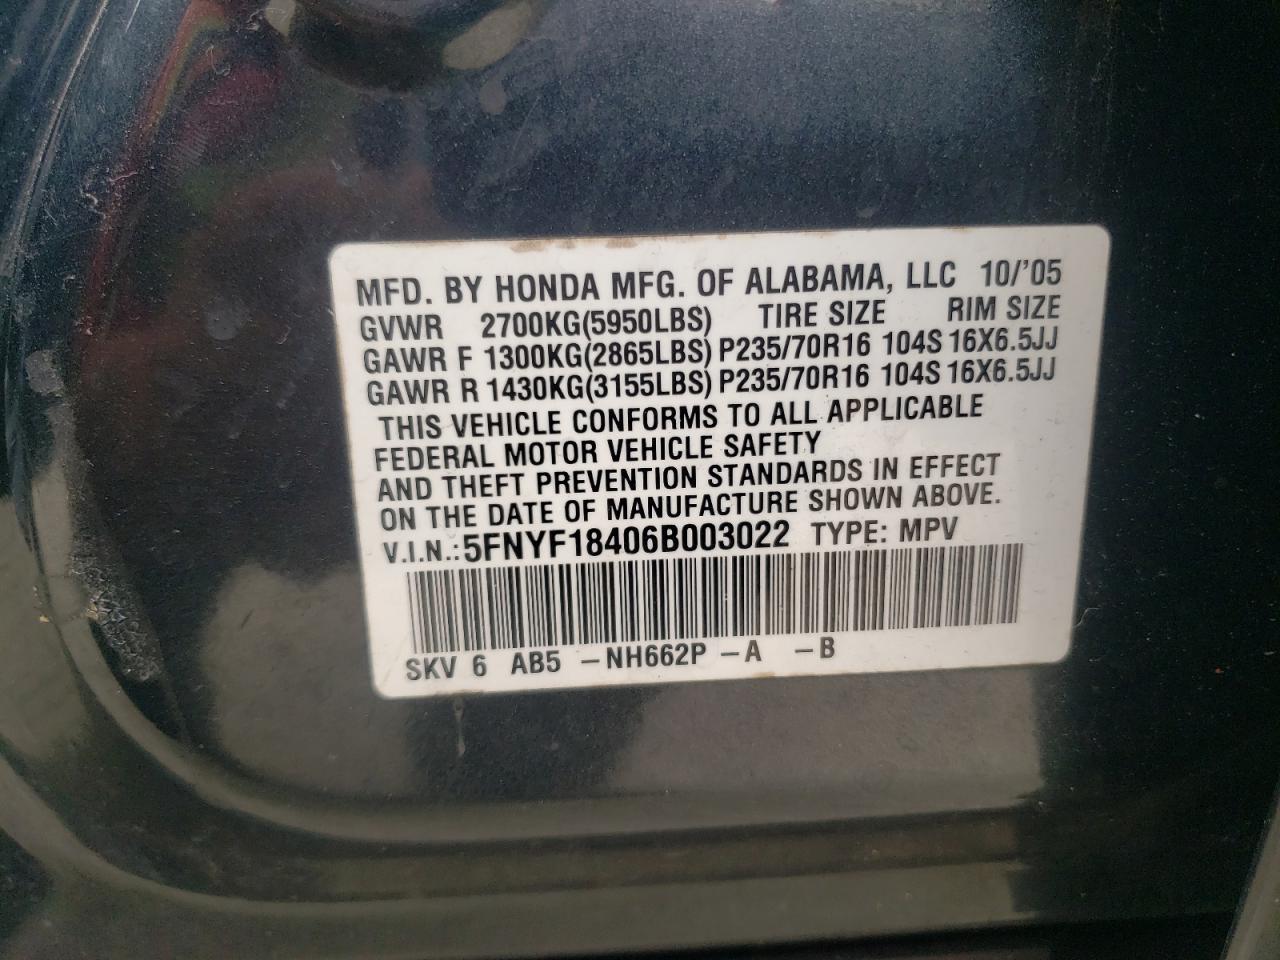 MFD. BY HONDA MFG. OF ALABAMA, LLC 10/'05
GVWR 2700KG(5950LBS) TIRE SIZE RIM SIZE
GAWR F 1300KG(2865LBS) P235/70R16 104S 16X6.5JJ
GAWR R 1430KG(3155LBS) P235/70R16 104S 16X6.5JJ
THIS VEHICLE CONFORMS TO ALL APPLICABLE
FEDERAL MOTOR VEHICLE SAFETY
AND THEFT PREVENTION STANDARDS IN EFFECT
ON THE DATE OF MANUFACTURE SHOWN ABOVE.
V.I.N.: 5FNYF18406B003022 TYPE: MPV
SKV 6 AB5 -NH662P -A -B